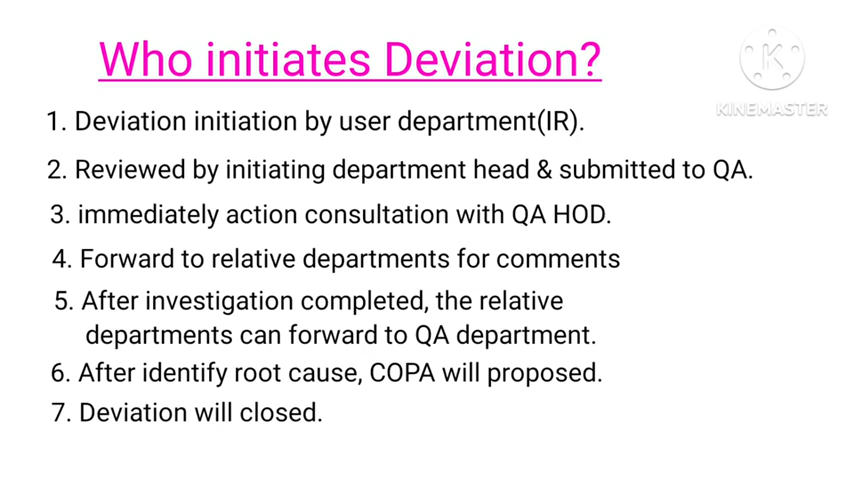 Who initiates Deviation?
K
KINEMASTER
1. Deviation initiation by user department(IR).
2. Reviewed by initiating department head & submitted to QA.
3. immediately action consultation with QA HOD.
4. Forward to relative departments for comments
5. After investigation completed, the relative
departments can forward to QA department.
6. After identify root cause, COPA will proposed.
7. Deviation will closed.